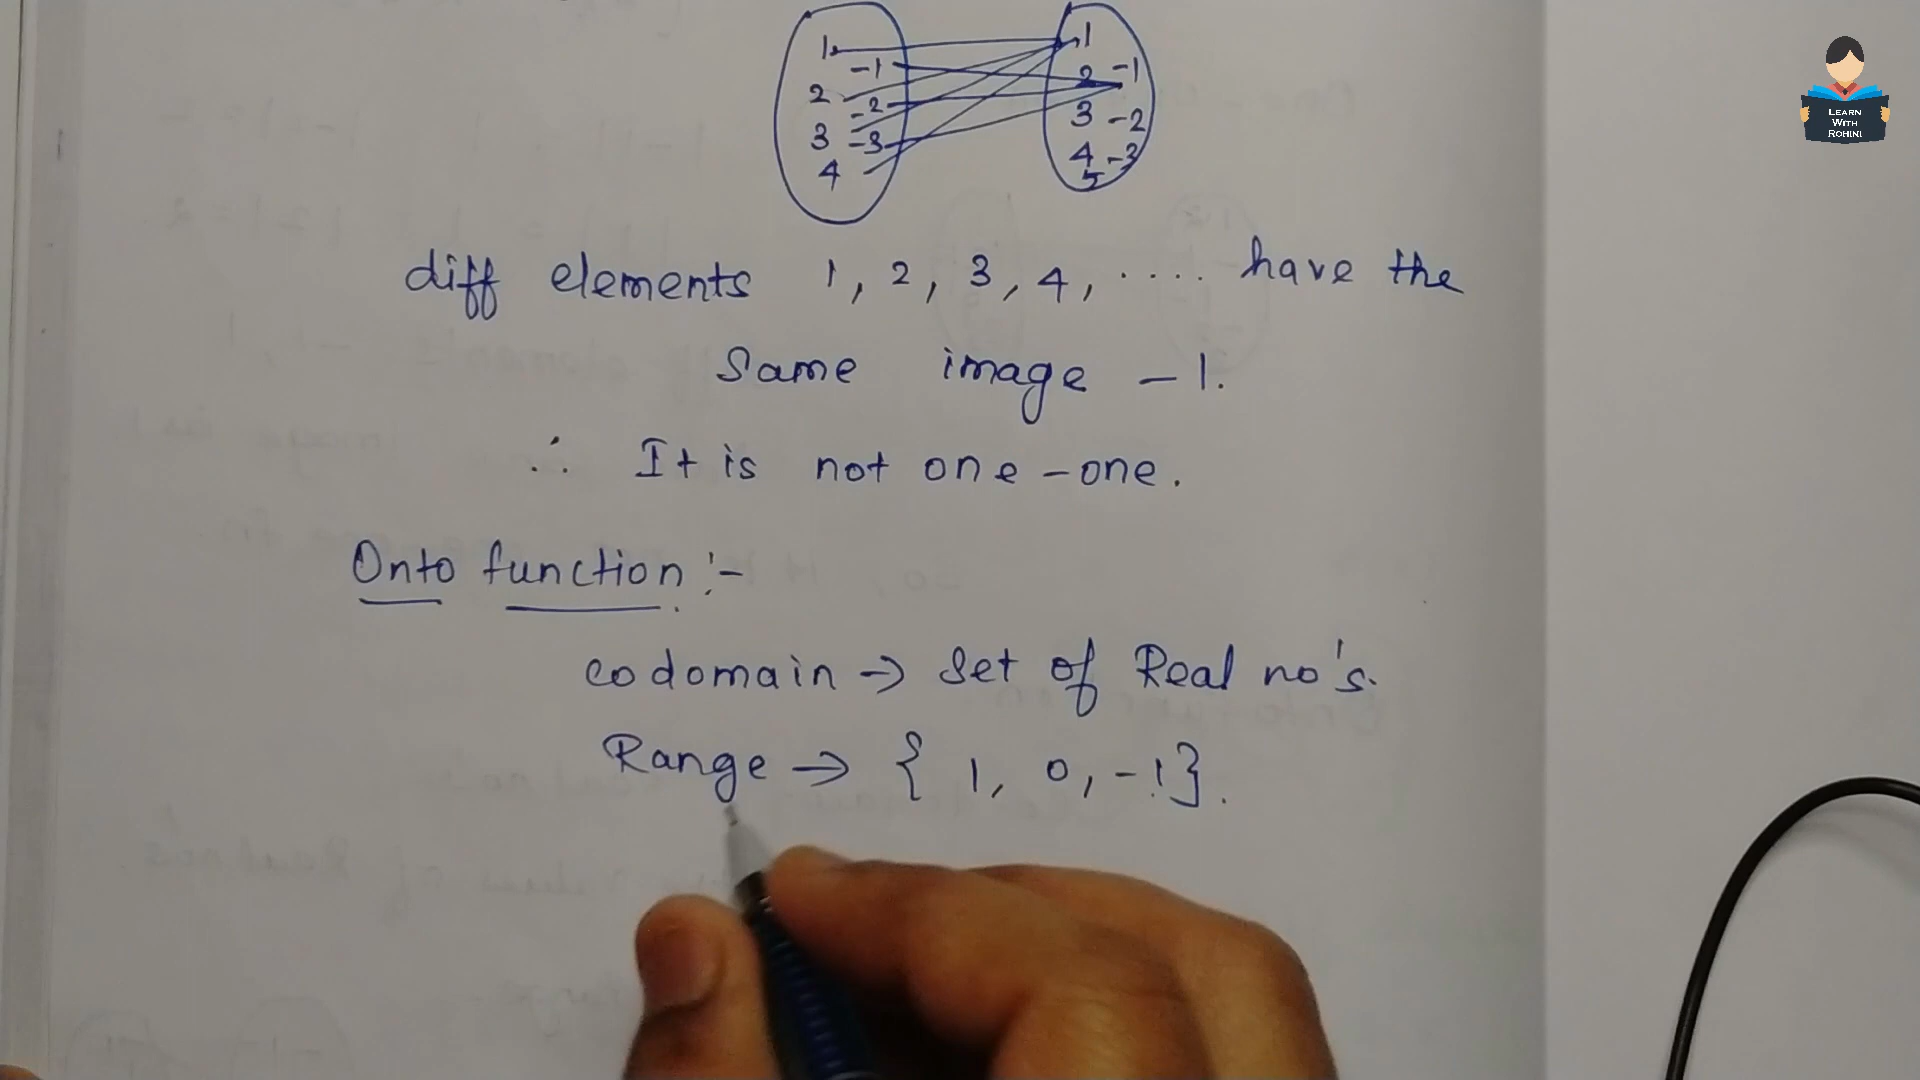 1 1
-1 2 -1
2 -2 3 -2
3 -3 4 -3
4 5
diff elements 1, 2, 3, 4, .... have the
Same image -1.
∴ It is not one-one.
Onto function :-
codomain → Set of Real no's.
Range → { 1, 0, -1}.
LEARN
WITH
ROHINI